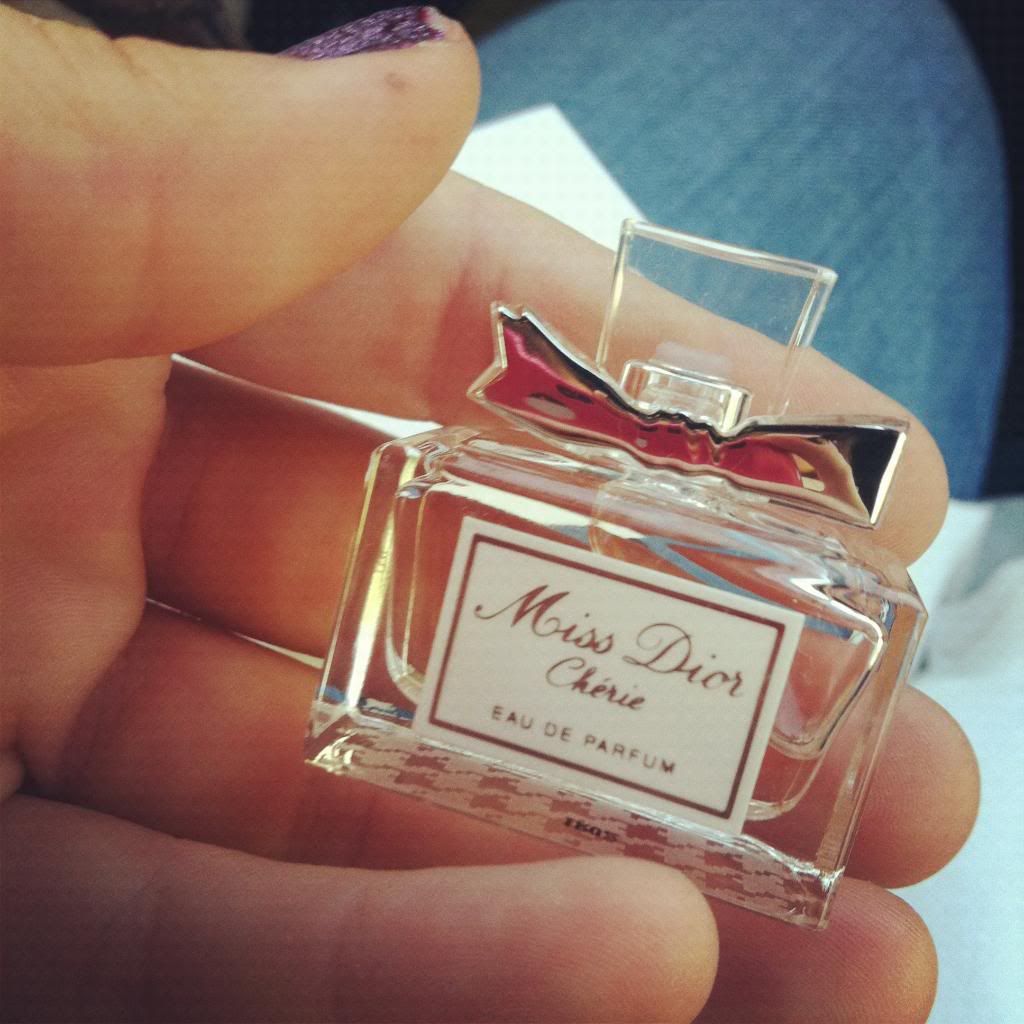 Miss Dior
Chérie
EAU DE PARFUM